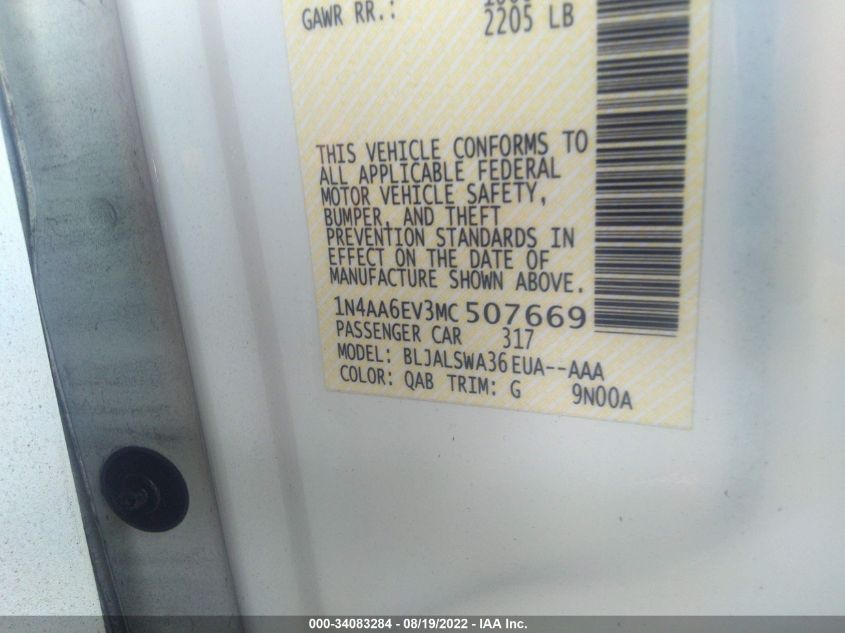 GAWR RR.:
2205 LB
THIS VEHICLE CONFORMS TO
ALL APPLICABLE FEDERAL
MOTOR VEHICLE SAFETY,
BUMPER, AND THEFT
PREVENTION STANDARDS IN
EFFECT ON THE DATE OF
MANUFACTURE SHOWN ABOVE.
1N4AA6EV3MC507669
PASSENGER CAR 317
MODEL: BLJALSWA36EUA--AAA
COLOR: QAB TRIM: G 9N00A
000-34083284 - 08/19/2022 - IAA Inc.